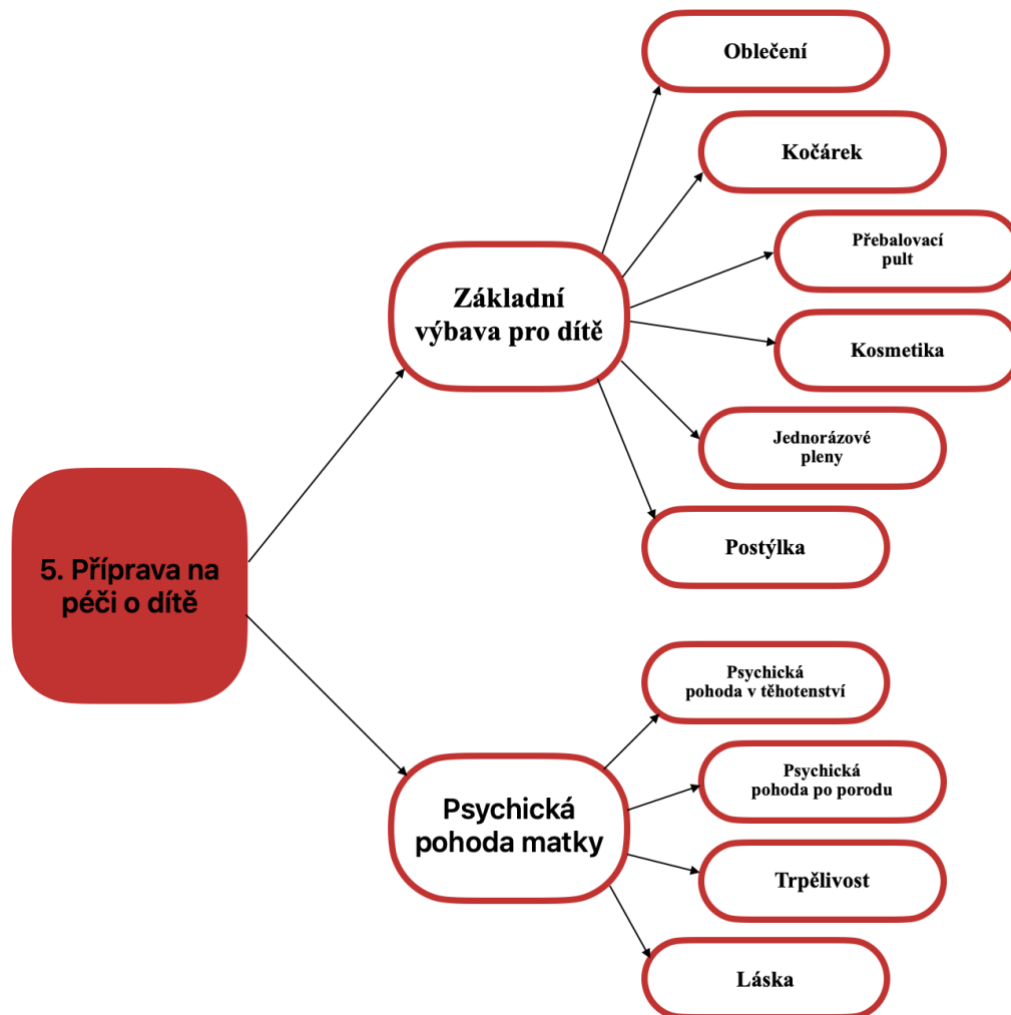 Oblečení
Kočárek
Přebalovací
pult
Základní
výbava pro dítě
Kosmetika
Jednorázové
pleny
Postýlka
5. Příprava na
péči o dítě
Psychická
pohoda v těhotenství
Psychická
pohoda po porodu
Psychická
pohoda matky
Trpělivost
Láska